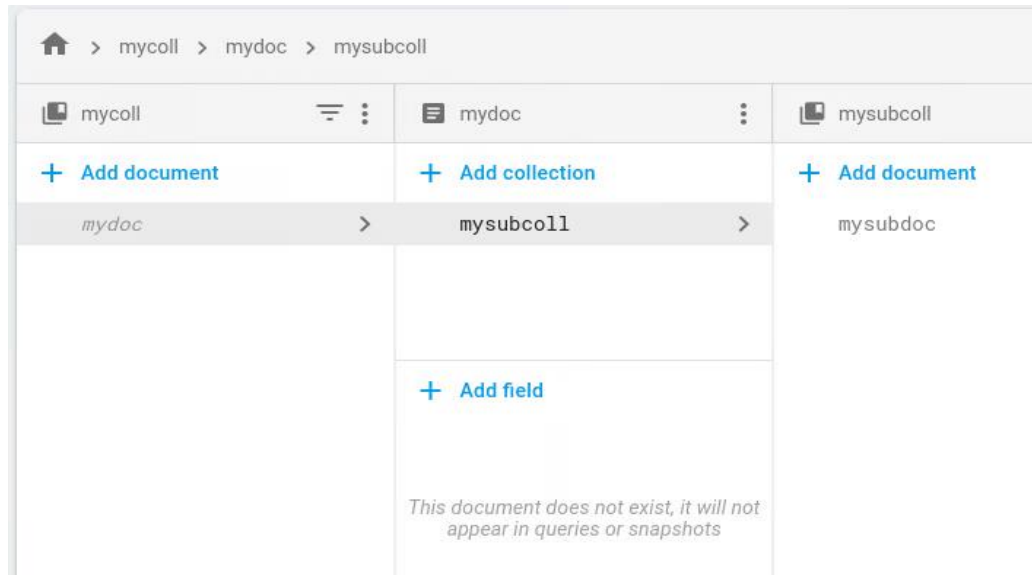 mycoll > mydoc > mysubcoll
mycoll
mydoc
mysubcoll
+ Add document
+ Add collection
+ Add document
mydoc >
mysubcoll >
mysubdoc
+ Add field
This document does not exist, it will not
appear in queries or snapshots